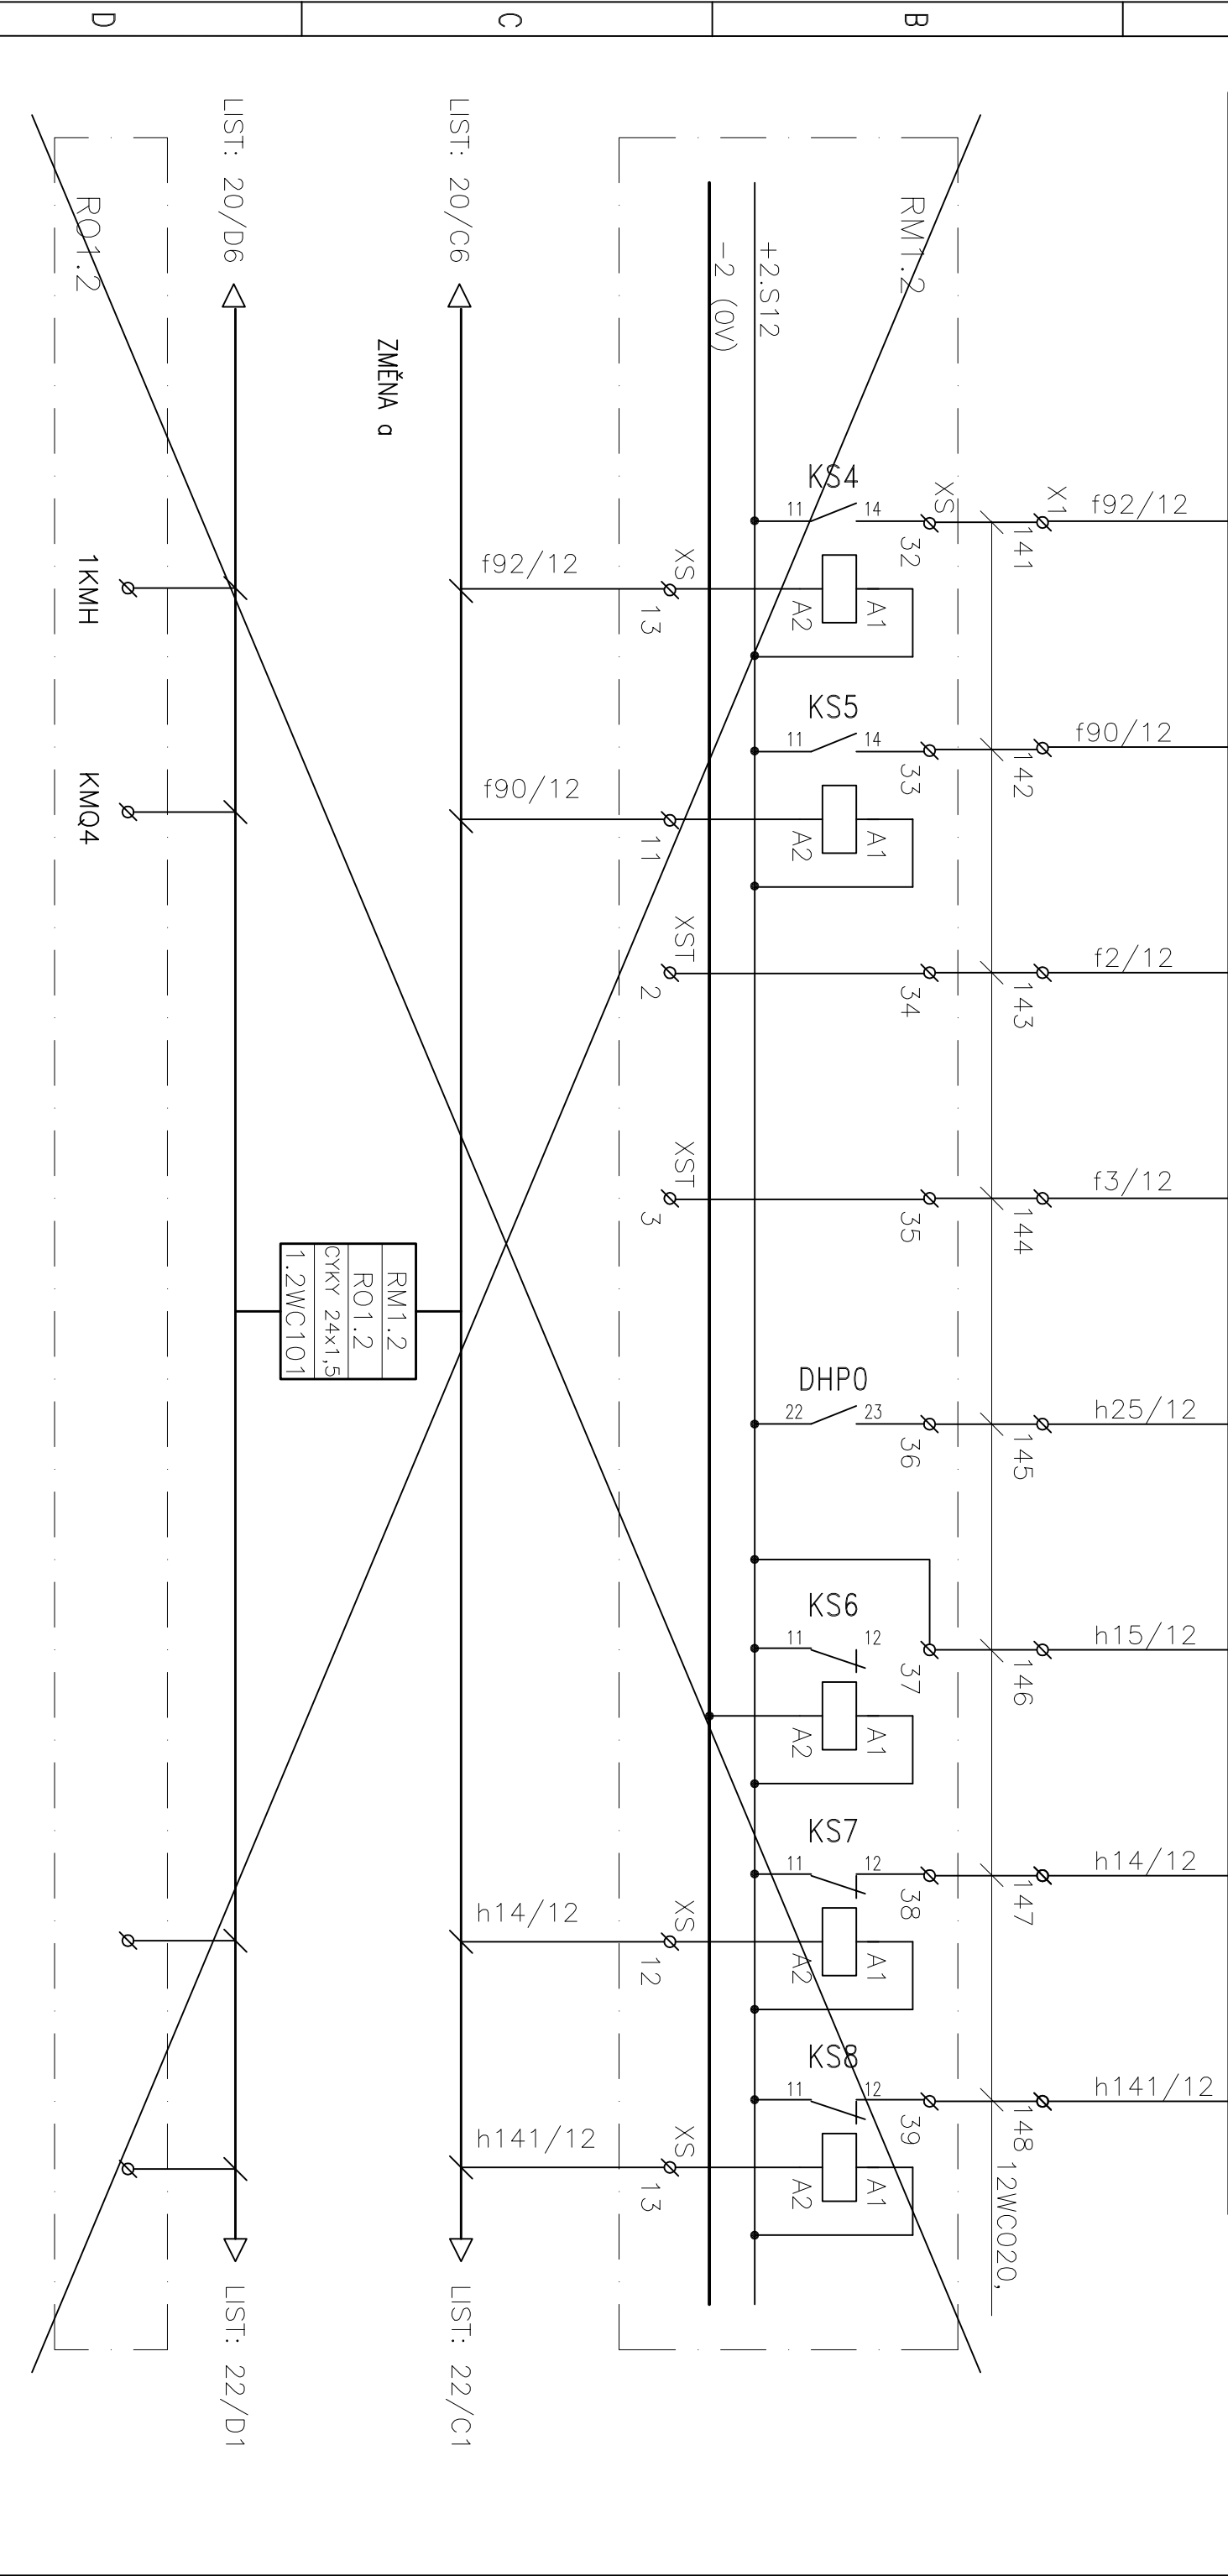 D
C
B
LIST: 20/D6
LIST: 20/C6
RO1.2
RM1.2
+2.S12
-2 (0V)
ZMĚNA a
KS4
11
14
XS
32
X1
141
f92/12
A1
A2
XS
13
f92/12
1KMH
KS5
11
14
33
142
f90/12
A1
A2
11
f90/12
KMQ4
XST
2
34
143
f2/12
XST
3
35
144
f3/12
RM1.2
RO1.2
CYKY 24x1,5
1.2WC101
DHP0
22
23
36
145
h25/12
KS6
11
12
37
146
h15/12
A1
A2
KS7
11
12
38
147
h14/12
A1
A2
XS
12
h14/12
KS8
11
12
39
148
h141/12
A1
A2
XS
13
h141/12
12WC020,
LIST: 22/D1
LIST: 22/C1